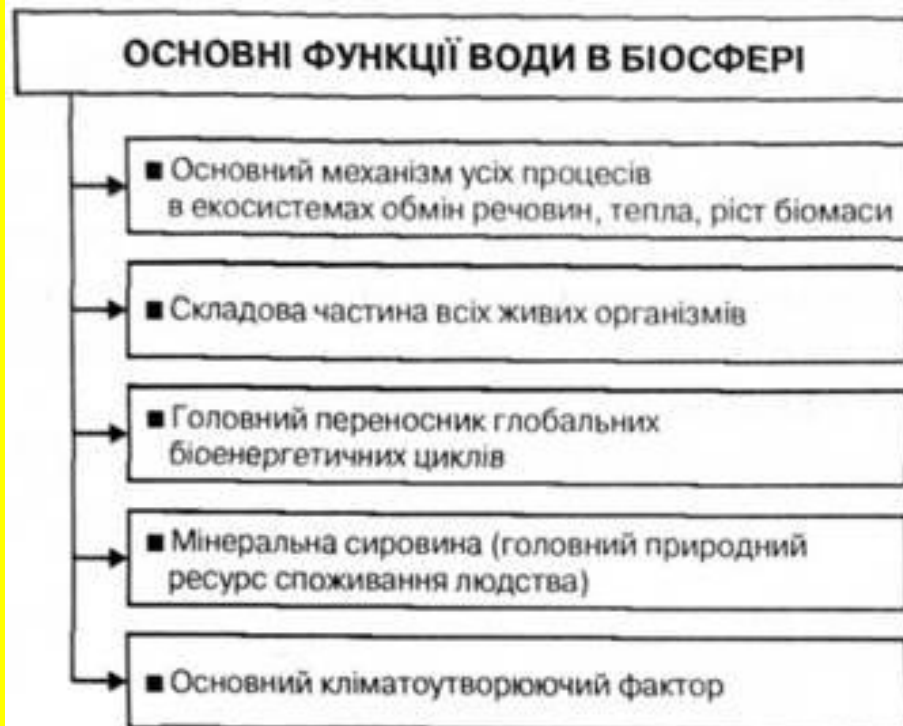 ОСНОВНІ ФУНКЦІЇ ВОДИ В БІОСФЕРІ
■ Основний механізм усіх процесів
в екосистемах обмін речовин, тепла, ріст біомаси
■ Складова частина всіх живих організмів
■ Головний переносник глобальних
біоенергетичних циклів
■ Мінеральна сировина (головний природний
ресурс споживання людства)
■ Основний кліматоутворюючий фактор